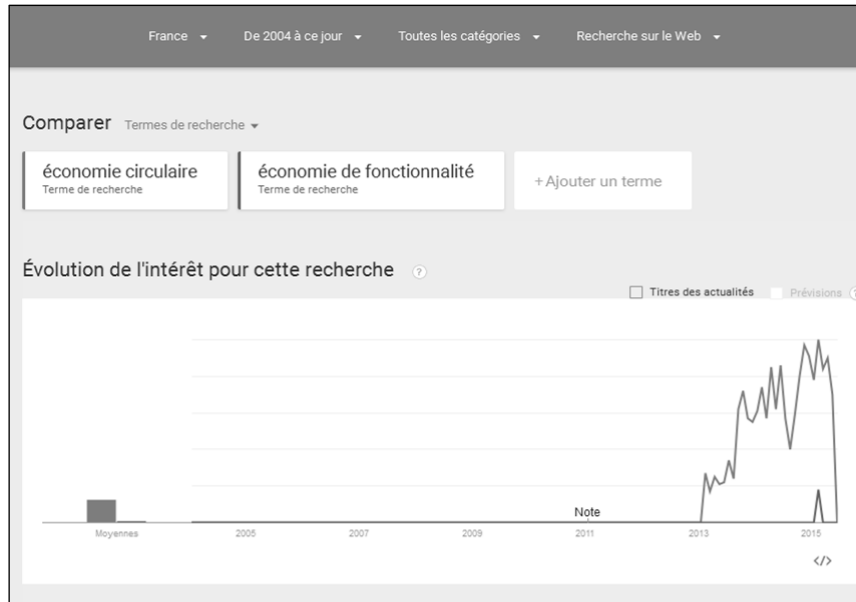 France De 2004 à ce jour Toutes les catégories Recherche sur le Web
Comparer Termes de recherche
économie circulaire
Terme de recherche
économie de fonctionnalité
Terme de recherche
+Ajouter un terme
Évolution de l'intérêt pour cette recherche ?
Titres des actualités Prévisions ?
Note
Moyennes 2005 2007 2009 2011 2013 2015
</>